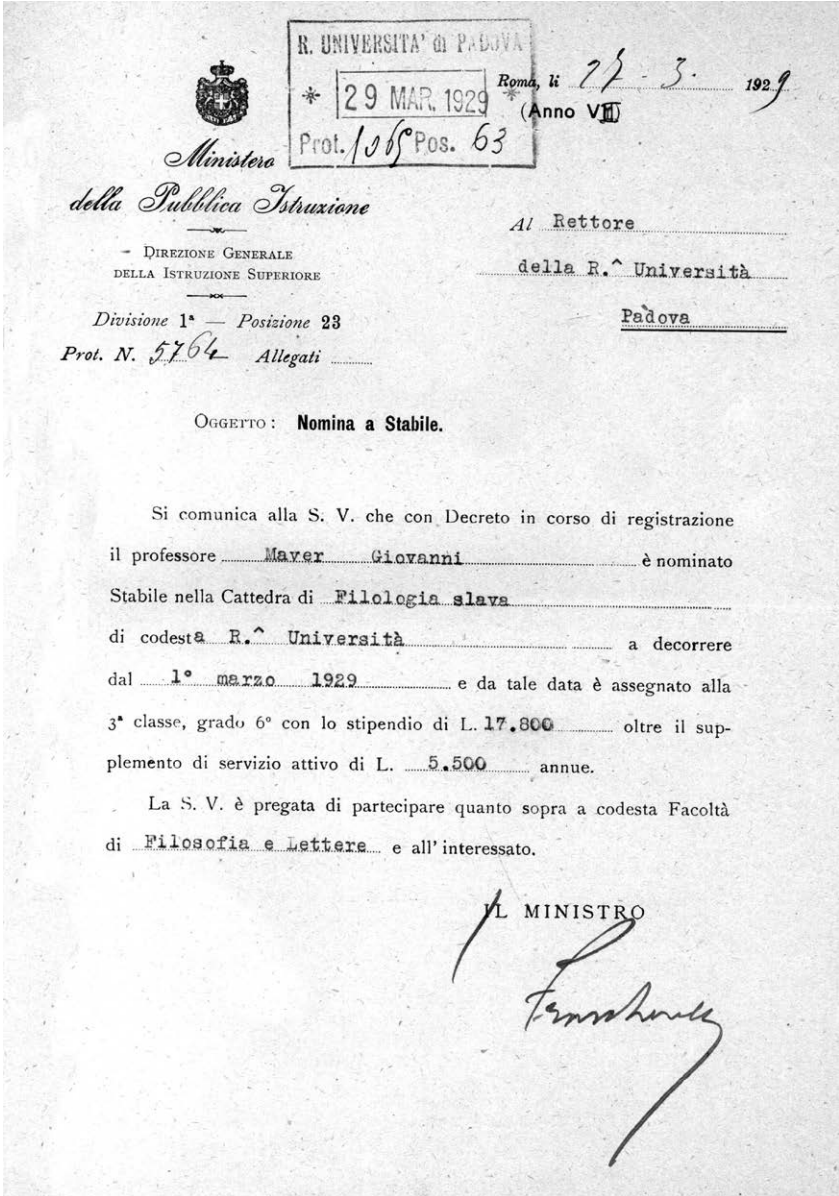 R. UNIVERSITA' di PADOVA
* 29 MAR. 1929 *
Prot. 1065 Pos. 63
Roma, li 27 - 3. 1929
(Anno VII)
Ministero
della Pubblica Istruzione
DIREZIONE GENERALE
DELLA ISTRUZIONE SUPERIORE
Divisione 1ª — Posizione 23
Prot. N. 5764 Allegati
Al Rettore
della R.^ Università
Padova
OGGETTO: Nomina a Stabile.
Si comunica alla S. V. che con Decreto in corso di registrazione
il professore Maver Giovanni è nominato
Stabile nella Cattedra di Filologia slava
di codesta R.^ Università a decorrere
dal 1° marzo 1929 e da tale data è assegnato alla
3ª classe, grado 6° con lo stipendio di L. 17.800 oltre il sup-
plemento di servizio attivo di L. 5.500 annue.
La S. V. è pregata di partecipare quanto sopra a codesta Facoltà
di Filosofia e Lettere e all' interessato.
IL MINISTRO